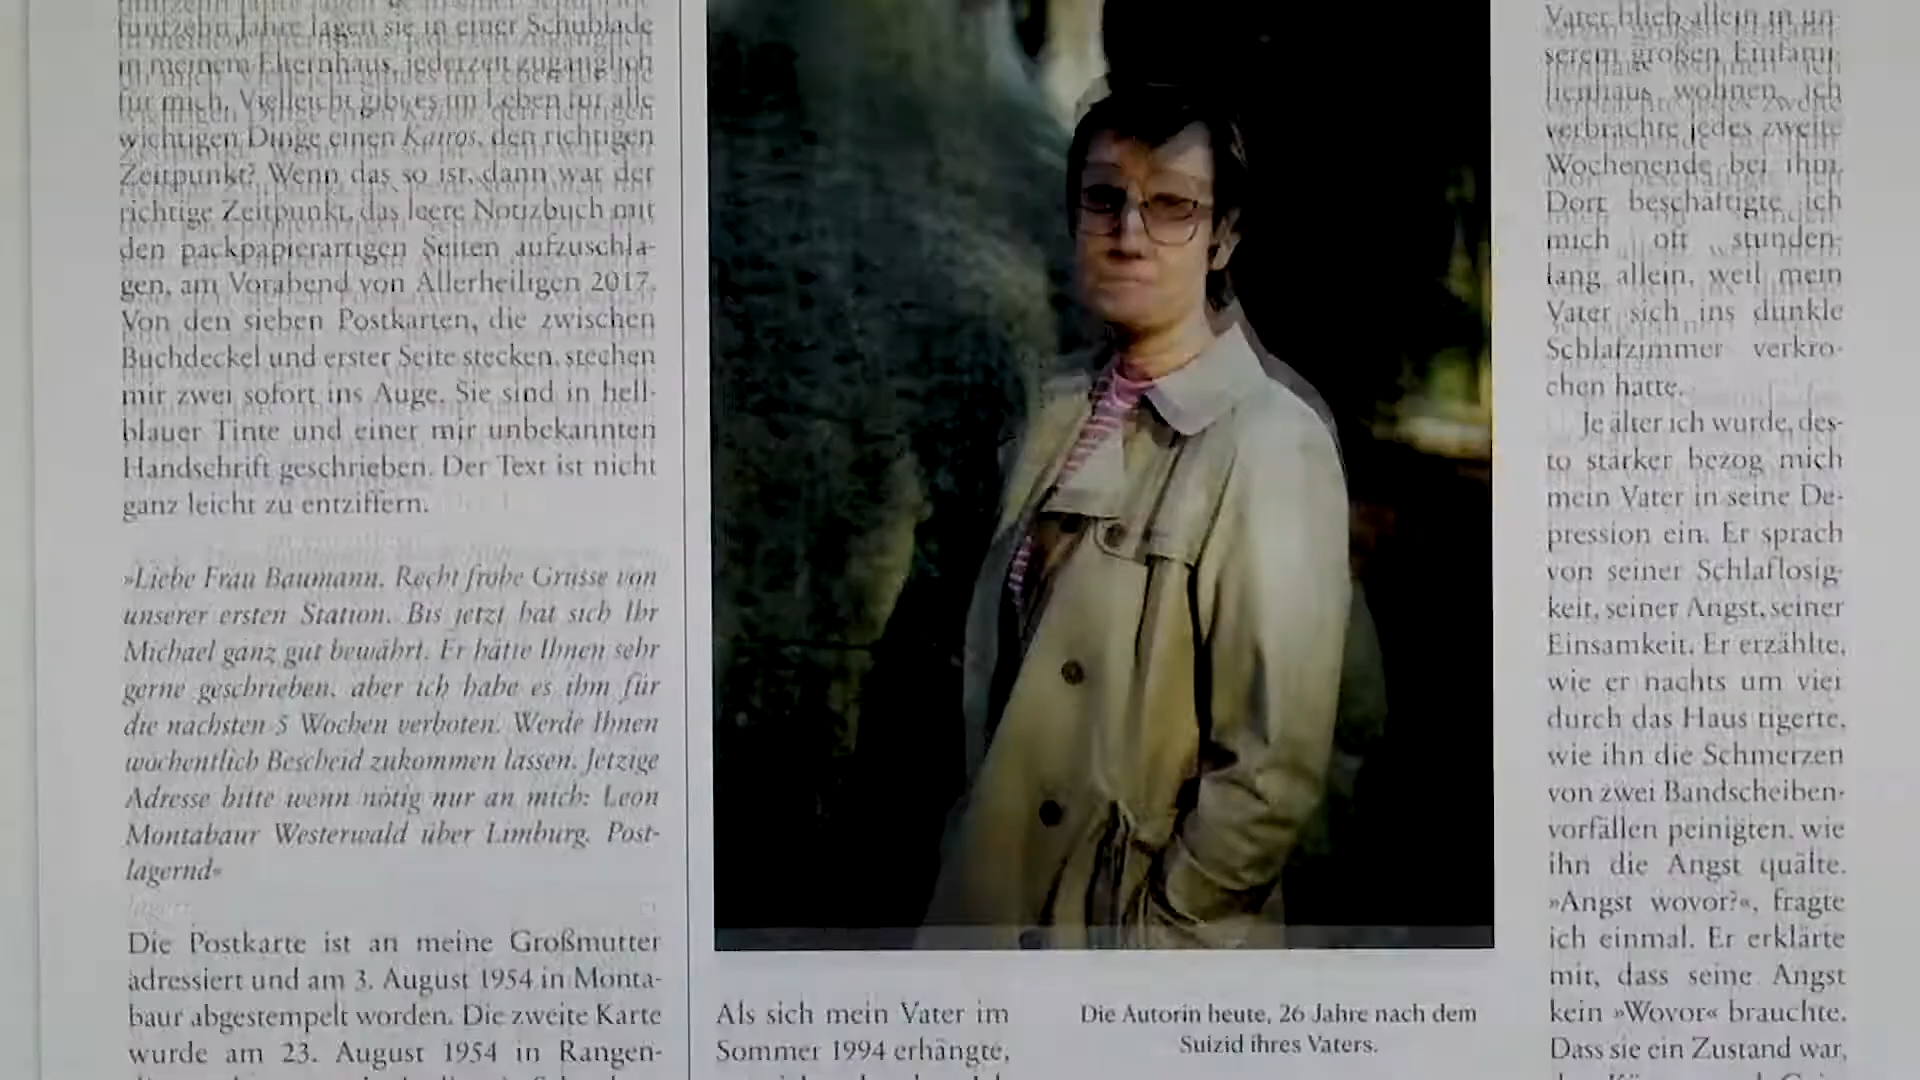 fünfzehn Jahre lagen sie in einer Schublade
in meinem Elternhaus, jederzeit zugänglich
für mich. Vielleicht gibt es im Leben für alle
wichtigen Dinge einen Kairos, den richtigen
Zeitpunkt? Wenn das so ist, dann war der
richtige Zeitpunkt, das leere Notizbuch mit
den packpapierartigen Seiten aufzuschla-
gen, am Vorabend von Allerheiligen 2017.
Von den sieben Postkarten, die zwischen
Buchdeckel und erster Seite stecken, stechen
mir zwei sofort ins Auge. Sie sind in hell-
blauer Tinte und einer mir unbekannten
Handschrift geschrieben. Der Text ist nicht
ganz leicht zu entziffern.
»Liebe Frau Baumann. Recht frohe Grüsse von
unserer ersten Station. Bis jetzt hat sich Ihr
Michael ganz gut bewährt. Er hätte Ihnen sehr
gerne geschrieben, aber ich habe es ihm für
die nächsten 5 Wochen verboten. Werde Ihnen
wöchentlich Bescheid zukommen lassen. Jetzige
Adresse bitte wenn nötig nur an mich: Leon
Montabaur Westerwald über Limburg. Post-
lagernd«
Die Postkarte ist an meine Großmutter
adressiert und am 3. August 1954 in Monta-
baur abgestempelt worden. Die zweite Karte
wurde am 23. August 1954 in Rangen-
Als sich mein Vater im
Sommer 1994 erhängte,
Die Autorin heute, 26 Jahre nach dem
Suizid ihres Vaters.
Vater blieb allein in un-
serem großen Einfami-
lienhaus wohnen, ich
verbrachte jedes zweite
Wochenende bei ihm.
Dort beschäftigte ich
mich oft stunden-
lang allein, weil mein
Vater sich ins dunkle
Schlafzimmer verkro-
chen hatte.
Je älter ich wurde, des-
to stärker bezog mich
mein Vater in seine De-
pression ein. Er sprach
von seiner Schlaflosig-
keit, seiner Angst, seiner
Einsamkeit. Er erzählte,
wie er nachts um vier
durch das Haus tigerte,
wie ihn die Schmerzen
von zwei Bandscheiben-
vorfällen peinigten, wie
ihn die Angst quälte.
»Angst wovor?«, fragte
ich einmal. Er erklärte
mir, dass seine Angst
kein »Wovor« brauchte.
Dass sie ein Zustand war,